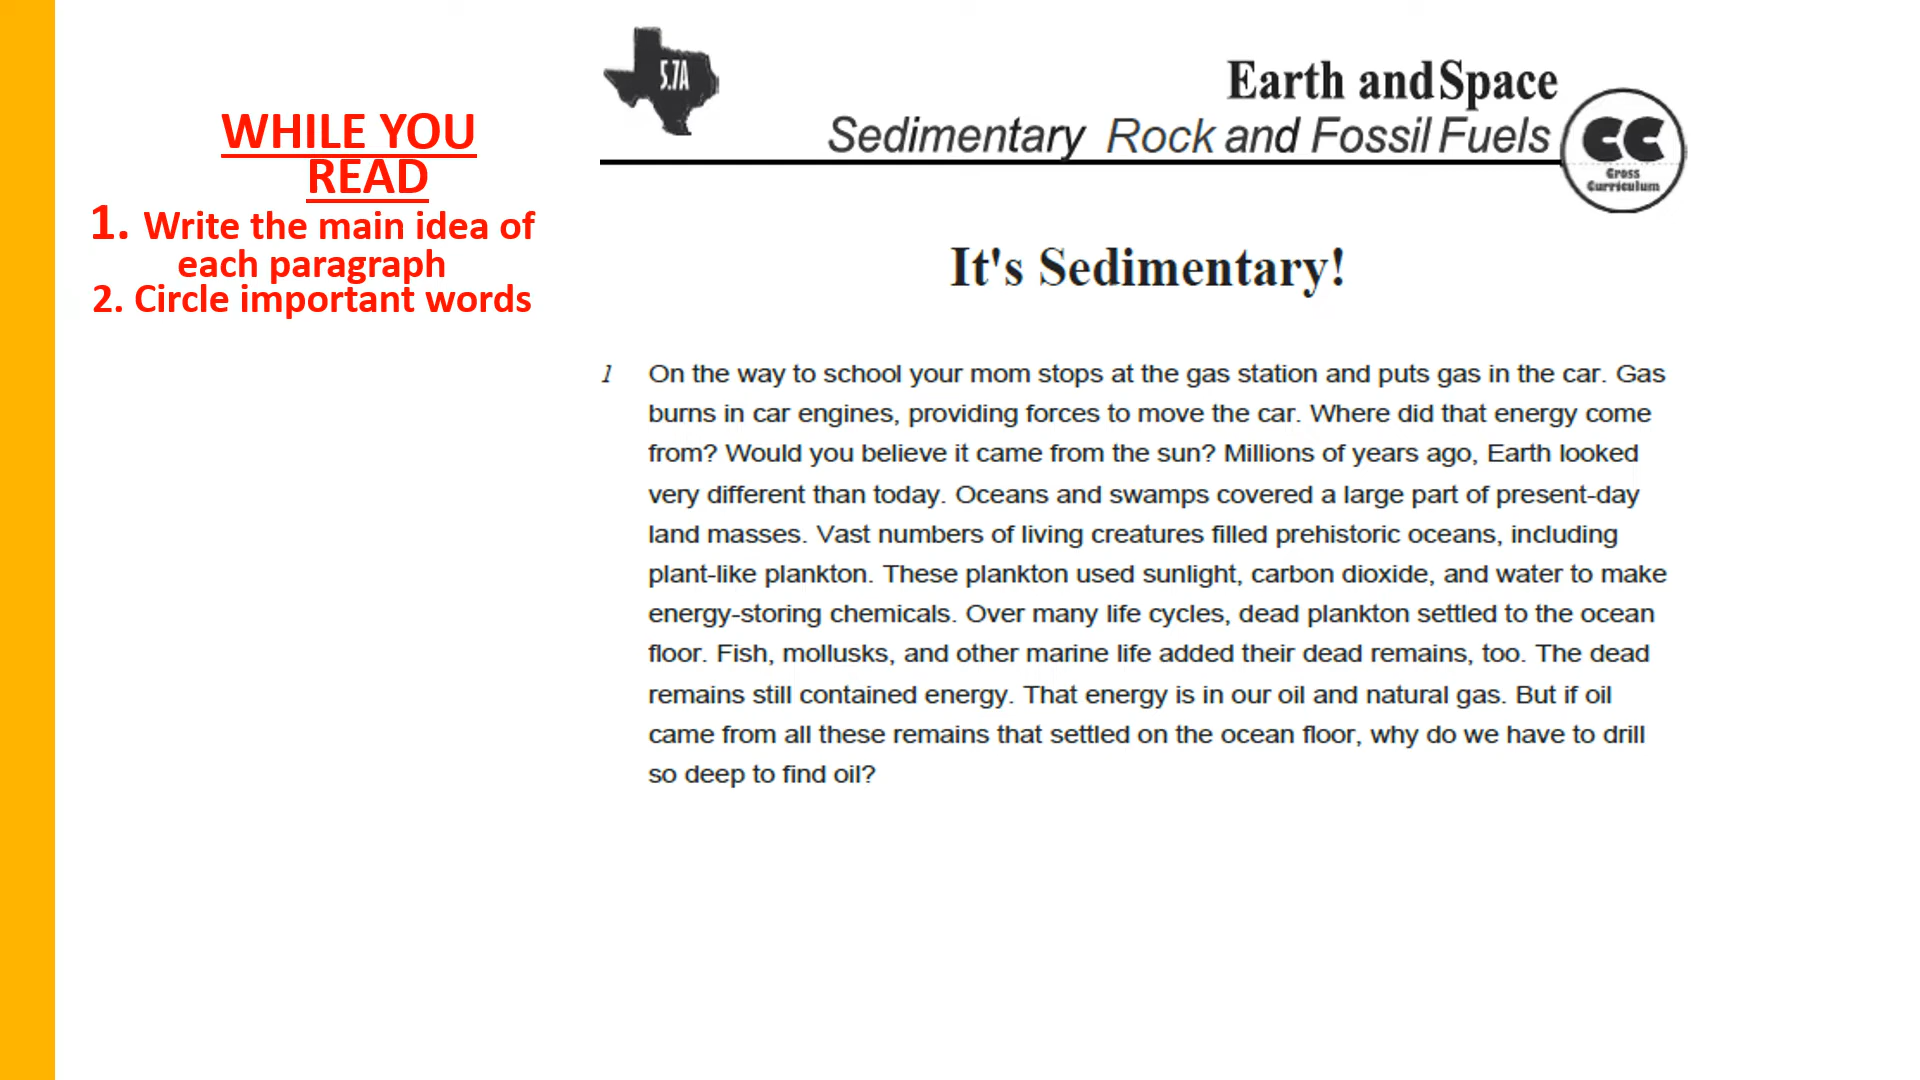 WHILE YOU
READ
1. Write the main idea of
each paragraph
2. Circle important words
5.7A
Earth and Space
Sedimentary Rock and Fossil Fuels
CC
Cross
Curriculum
It's Sedimentary!
1 On the way to school your mom stops at the gas station and puts gas in the car. Gas
burns in car engines, providing forces to move the car. Where did that energy come
from? Would you believe it came from the sun? Millions of years ago, Earth looked
very different than today. Oceans and swamps covered a large part of present-day
land masses. Vast numbers of living creatures filled prehistoric oceans, including
plant-like plankton. These plankton used sunlight, carbon dioxide, and water to make
energy-storing chemicals. Over many life cycles, dead plankton settled to the ocean
floor. Fish, mollusks, and other marine life added their dead remains, too. The dead
remains still contained energy. That energy is in our oil and natural gas. But if oil
came from all these remains that settled on the ocean floor, why do we have to drill
so deep to find oil?